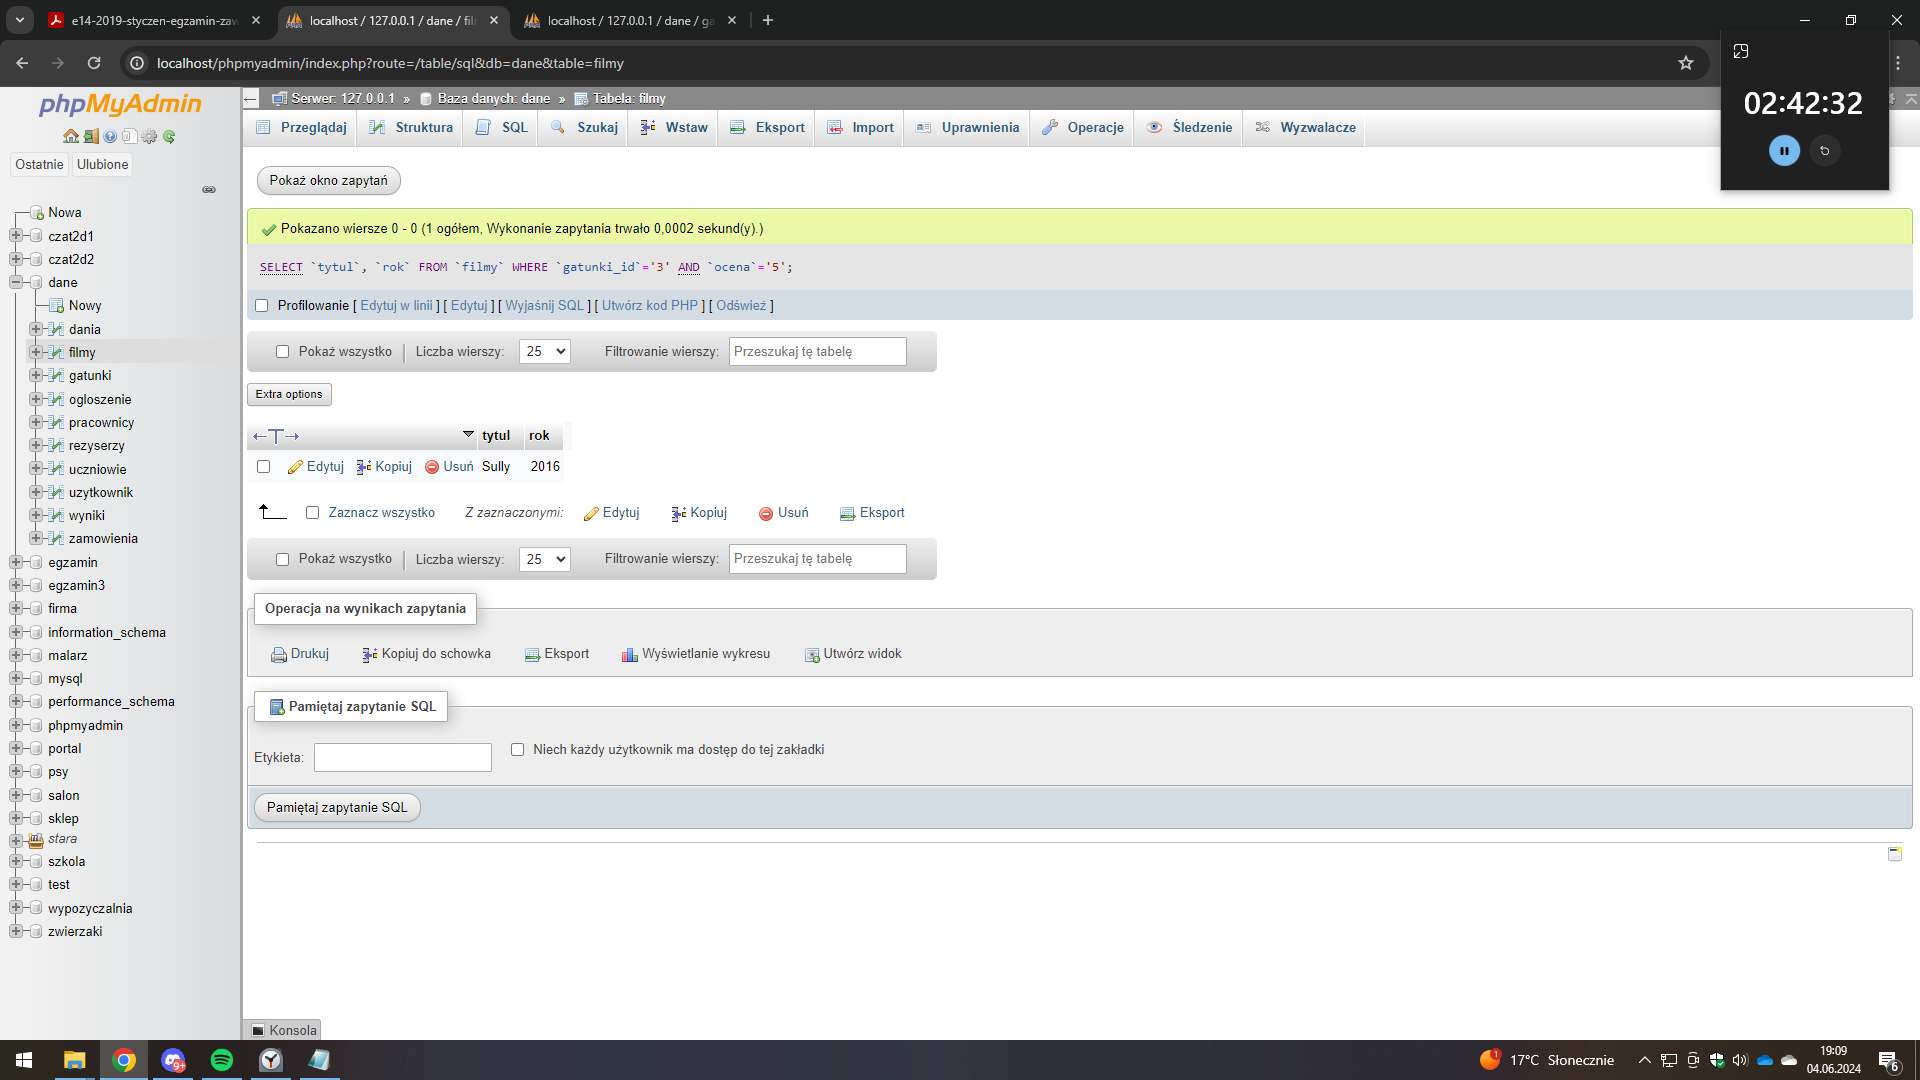 e14-2019-styczen-egzamin-zaw
localhost / 127.0.0.1 / dane / film
localhost / 127.0.0.1 / dane / ga
localhost/phpmyadmin/index.php?route=/table/sql&db=dane&table=filmy
02:42:32
phpMyAdmin
Ostatnie
Ulubione
Nowa
czat2d1
czat2d2
dane
Nowy
dania
filmy
gatunki
ogloszenie
pracownicy
rezyserzy
uczniowie
uzytkownik
wyniki
zamowienia
egzamin
egzamin3
firma
information_schema
malarz
mysql
performance_schema
phpmyadmin
portal
psy
salon
sklep
stara
szkola
test
wypozyczalnia
zwierzaki
Serwer: 127.0.0.1 » Baza danych: dane » Tabela: filmy
Przeglądaj Struktura SQL Szukaj Wstaw Eksport Import Uprawnienia Operacje Śledzenie Wyzwalacze
Pokaż okno zapytań
Pokazano wiersze 0 - 0 (1 ogółem, Wykonanie zapytania trwało 0,0002 sekund(y).)
SELECT `tytul`, `rok` FROM `filmy` WHERE `gatunki_id`='3' AND `ocena`='5';
Profilowanie [ Edytuj w linii ] [ Edytuj ] [ Wyjaśnij SQL ] [ Utwórz kod PHP ] [ Odśwież ]
Pokaż wszystko Liczba wierszy: 25 Filtrowanie wierszy: Przeszukaj tę tabelę
Extra options
tytul rok
Edytuj Kopiuj Usuń Sully 2016
Zaznacz wszystko Z zaznaczonymi: Edytuj Kopiuj Usuń Eksport
Pokaż wszystko Liczba wierszy: 25 Filtrowanie wierszy: Przeszukaj tę tabelę
Operacja na wynikach zapytania
Drukuj Kopiuj do schowka Eksport Wyświetlanie wykresu Utwórz widok
Pamiętaj zapytanie SQL
Etykieta: Niech każdy użytkownik ma dostęp do tej zakładki
Pamiętaj zapytanie SQL
Konsola
9+
1
17°C Słonecznie
19:09
04.06.2024
6